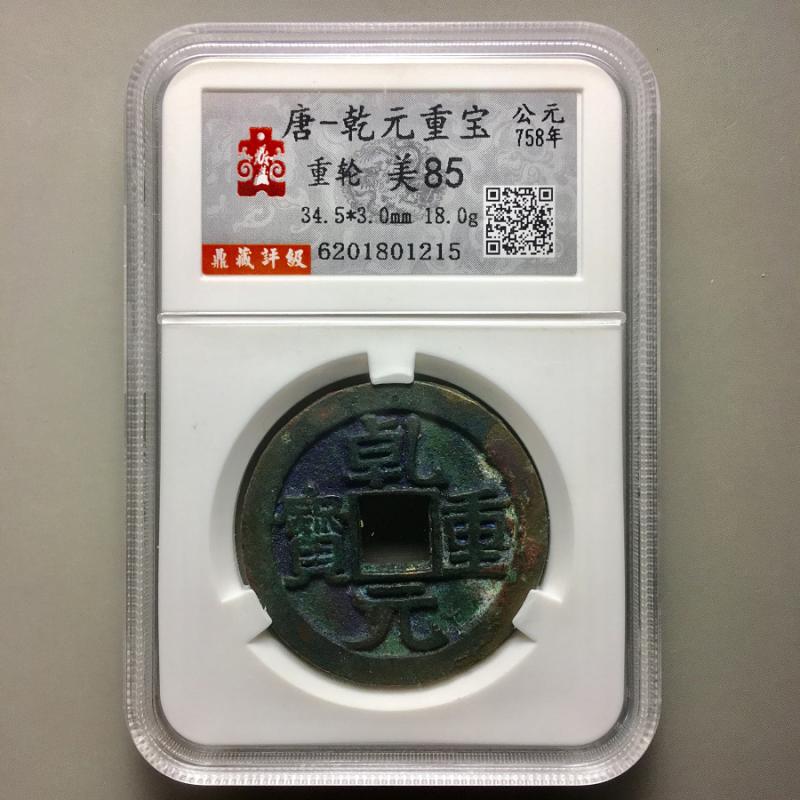 唐-乾元重宝
公元
758年
重轮 美85
34.5*3.0mm 18.0g
鼎藏評級 6201801215
乾
寶 重
元